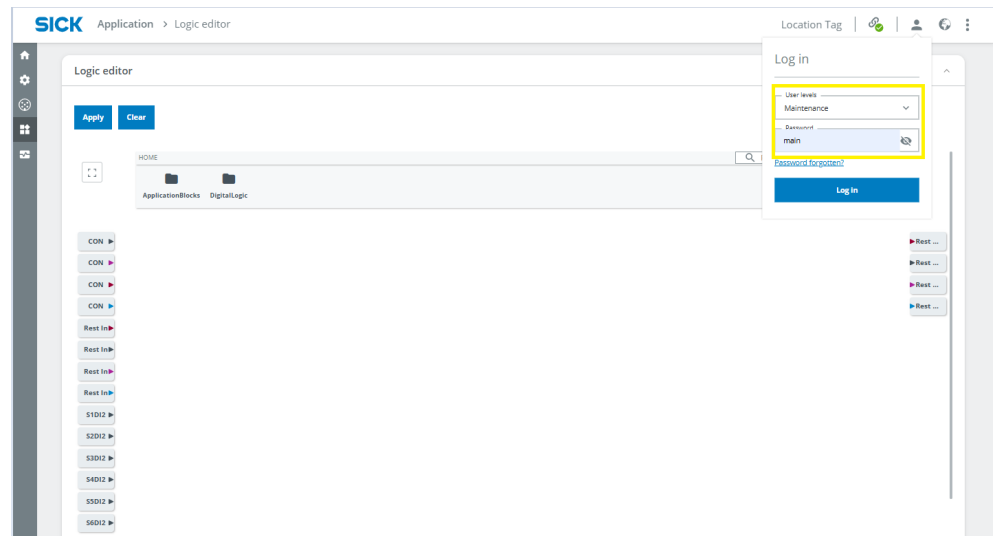 SICK Application > Logic editor Location Tag
Log in
Logic editor
User levels
Maintenance
Apply Clear
Password
main
HOME
Password forgotten?
ApplicationBlocks DigitalLogic
Log in
CON Rest ...
CON Rest ...
CON Rest ...
CON Rest ...
Rest In
Rest In
Rest In
Rest In
S1DI2
S2DI2
S3DI2
S4DI2
S5DI2
S6DI2